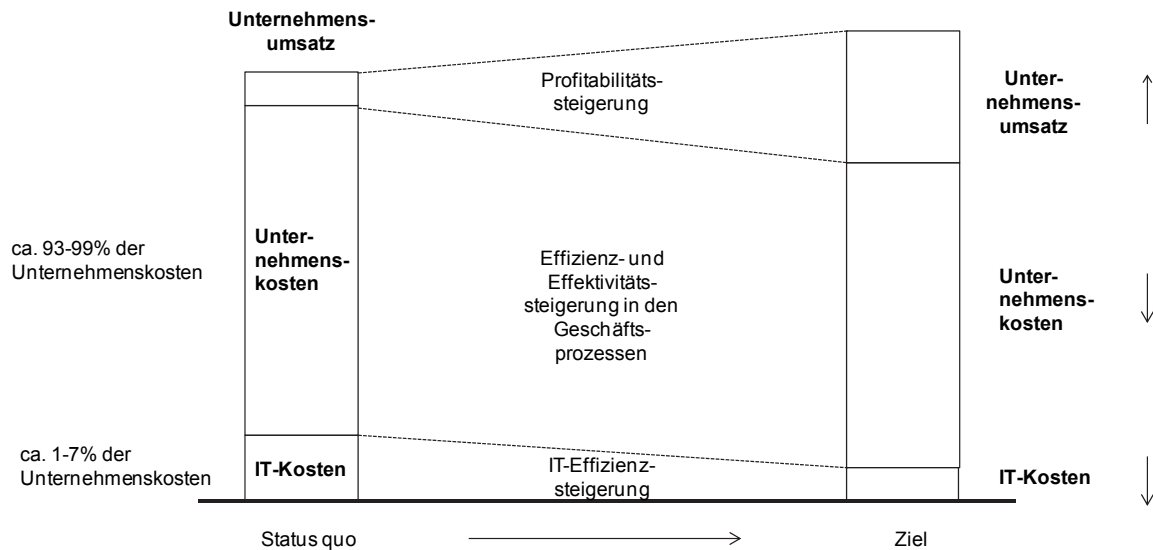 Unternehmens-
umsatz
Profitabilitäts-
steigerung
Unter-
nehmens-
umsatz
ca. 93-99% der
Unternehmenskosten
Unter-
nehmens-
kosten
Effizienz- und
Effektivitäts-
steigerung in den
Geschäfts-
prozessen
Unter-
nehmens-
kosten
ca. 1-7% der
Unternehmenskosten
IT-Kosten
IT-Effizienz-
steigerung
IT-Kosten
Status quo
Ziel